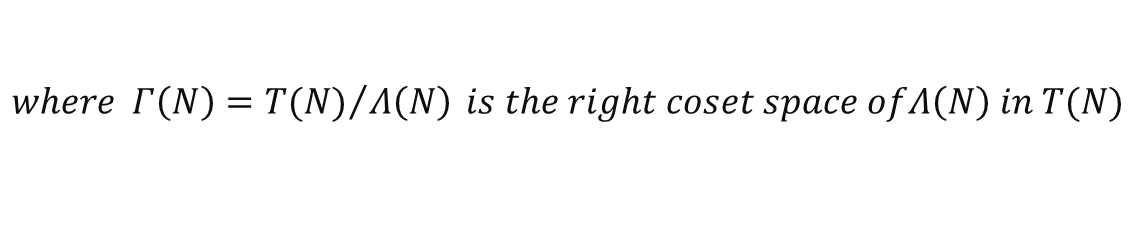 where Γ(N) = T(N)/Λ(N) is the right coset space of Λ(N) in T(N)